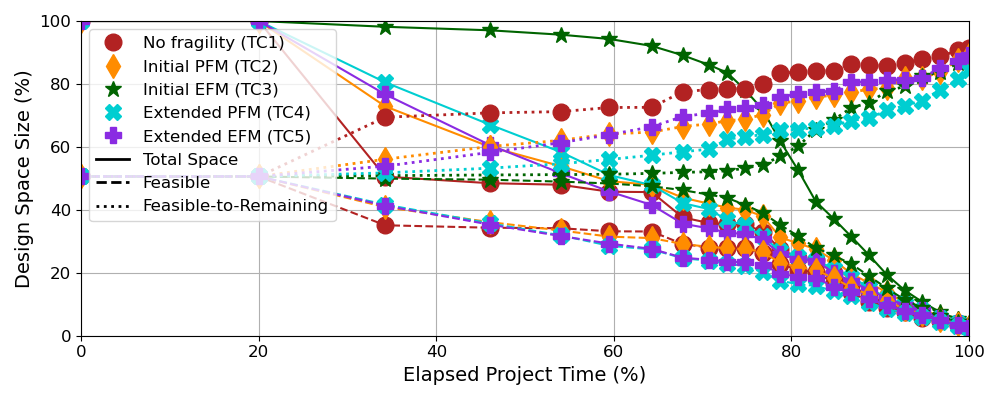 Design Space Size (%)
100
80
60
40
20
0
No fragility (TC1)
Initial PFM (TC2)
Initial EFM (TC3)
Extended PFM (TC4)
Extended EFM (TC5)
Total Space
Feasible
Feasible-to-Remaining
0 20 40 60 80 100
Elapsed Project Time (%)